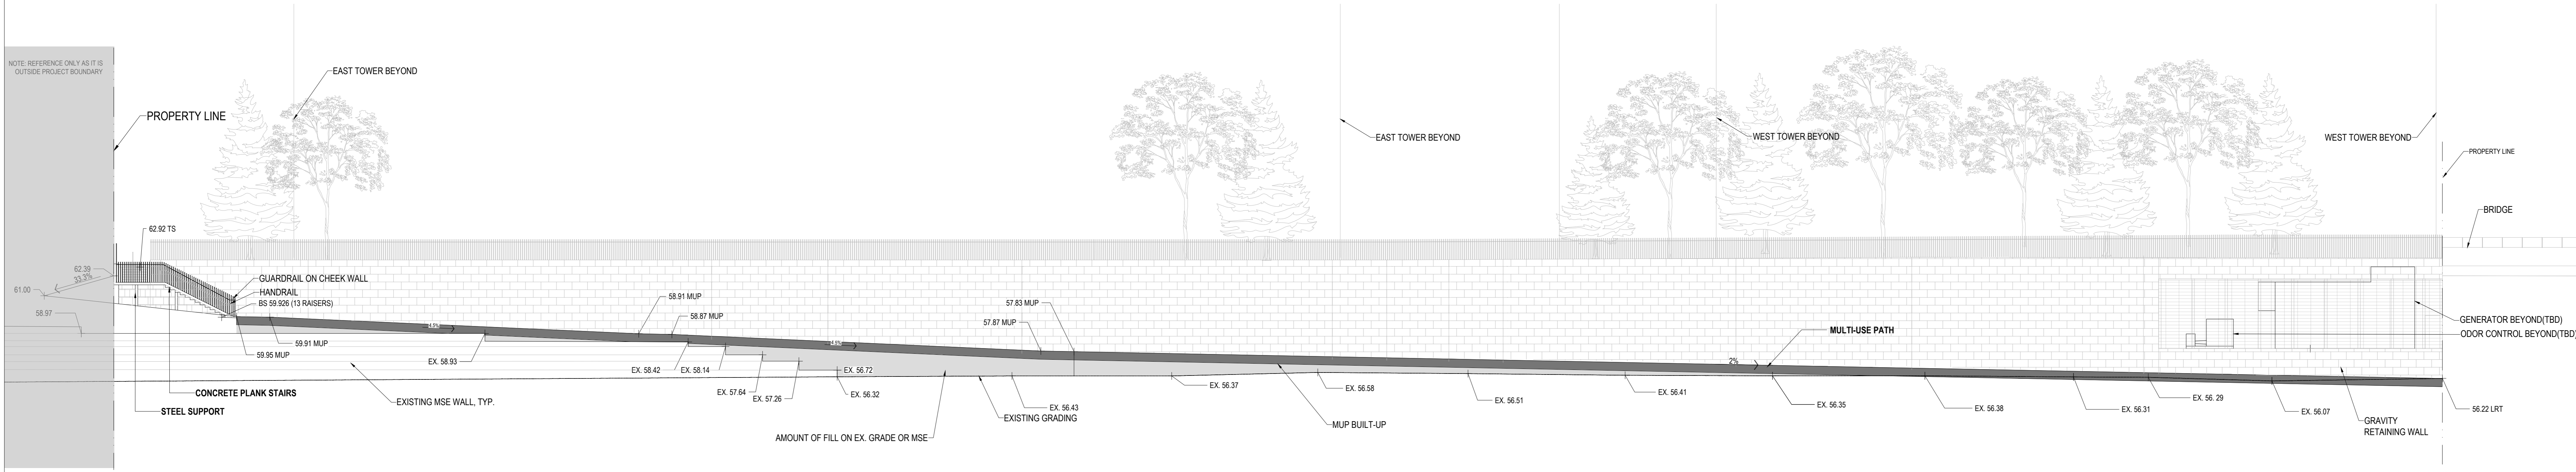 NOTE: REFERENCE ONLY AS IT IS
OUTSIDE PROJECT BOUNDARY
PROPERTY LINE
EAST TOWER BEYOND
EAST TOWER BEYOND
WEST TOWER BEYOND
WEST TOWER BEYOND
PROPERTY LINE
BRIDGE
62.92 TS
62.39
33.3%
61.00
58.97
GUARDRAIL ON CHEEK WALL
HANDRAIL
BS 59.926 (13 RAISERS)
59.91 MUP
59.95 MUP
4.5%
58.91 MUP
58.87 MUP
4.5%
57.83 MUP
57.87 MUP
MULTI-USE PATH
2%
GENERATOR BEYOND(TBD)
ODOR CONTROL BEYOND(TBD)
EX. 58.93
EX. 58.42
EX. 58.14
EX. 57.64
EX. 57.26
EX. 56.72
EX. 56.32
EX. 56.43
EX. 56.37
EX. 56.58
EX. 56.51
EX. 56.41
EX. 56.35
EX. 56.38
EX. 56.31
EX. 56. 29
EX. 56.07
56.22 LRT
CONCRETE PLANK STAIRS
STEEL SUPPORT
EXISTING MSE WALL, TYP.
AMOUNT OF FILL ON EX. GRADE OR MSE
EXISTING GRADING
MUP BUILT-UP
GRAVITY
RETAINING WALL